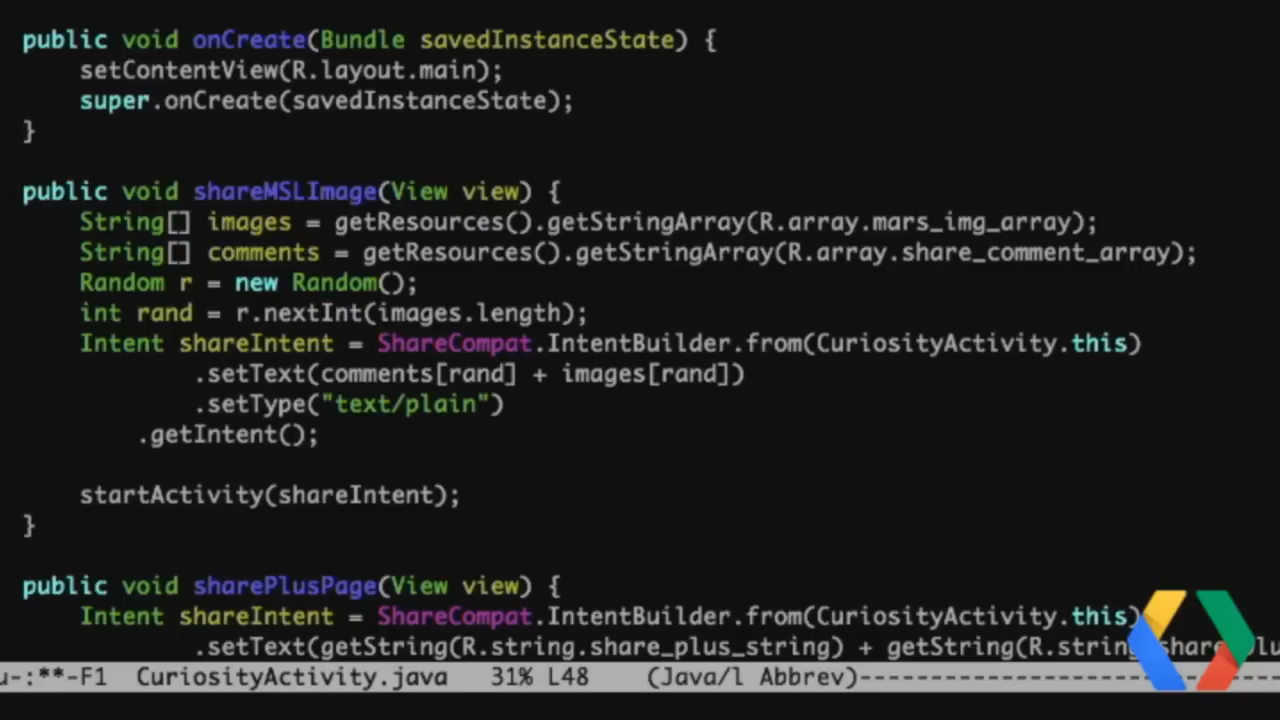 public void onCreate(Bundle savedInstanceState) {
    setContentView(R.layout.main);
    super.onCreate(savedInstanceState);
}

public void shareMSLImage(View view) {
    String[] images = getResources().getStringArray(R.array.mars_img_array);
    String[] comments = getResources().getStringArray(R.array.share_comment_array);
    Random r = new Random();
    int rand = r.nextInt(images.length);
    Intent shareIntent = ShareCompat.IntentBuilder.from(CuriosityActivity.this)
            .setText(comments[rand] + images[rand])
            .setType("text/plain")
        .getIntent();

    startActivity(shareIntent);
}

public void sharePlusPage(View view) {
    Intent shareIntent = ShareCompat.IntentBuilder.from(CuriosityActivity.this)
            .setText(getString(R.string.share_plus_string) + getString(R.string.share
u-:**-F1  CuriosityActivity.java   31% L48    (Java/l Abbrev)----------------------